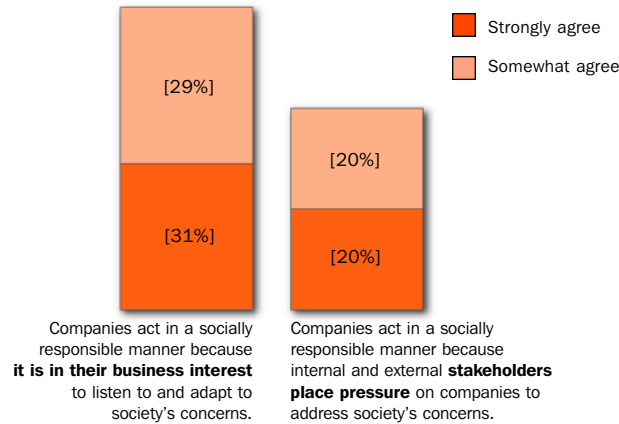 Strongly agree
Somewhat agree
[29%]
[31%]
[20%]
[20%]
Companies act in a socially
responsible manner because
it is in their business interest
to listen to and adapt to
society's concerns.
Companies act in a socially
responsible manner because
internal and external stakeholders
place pressure on companies to
address society's concerns.